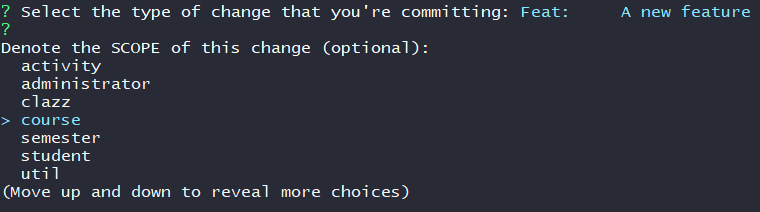 ? Select the type of change that you're committing: Feat:     A new feature
?
Denote the SCOPE of this change (optional):
  activity
  administrator
  clazz
> course
  semester
  student
  util
(Move up and down to reveal more choices)